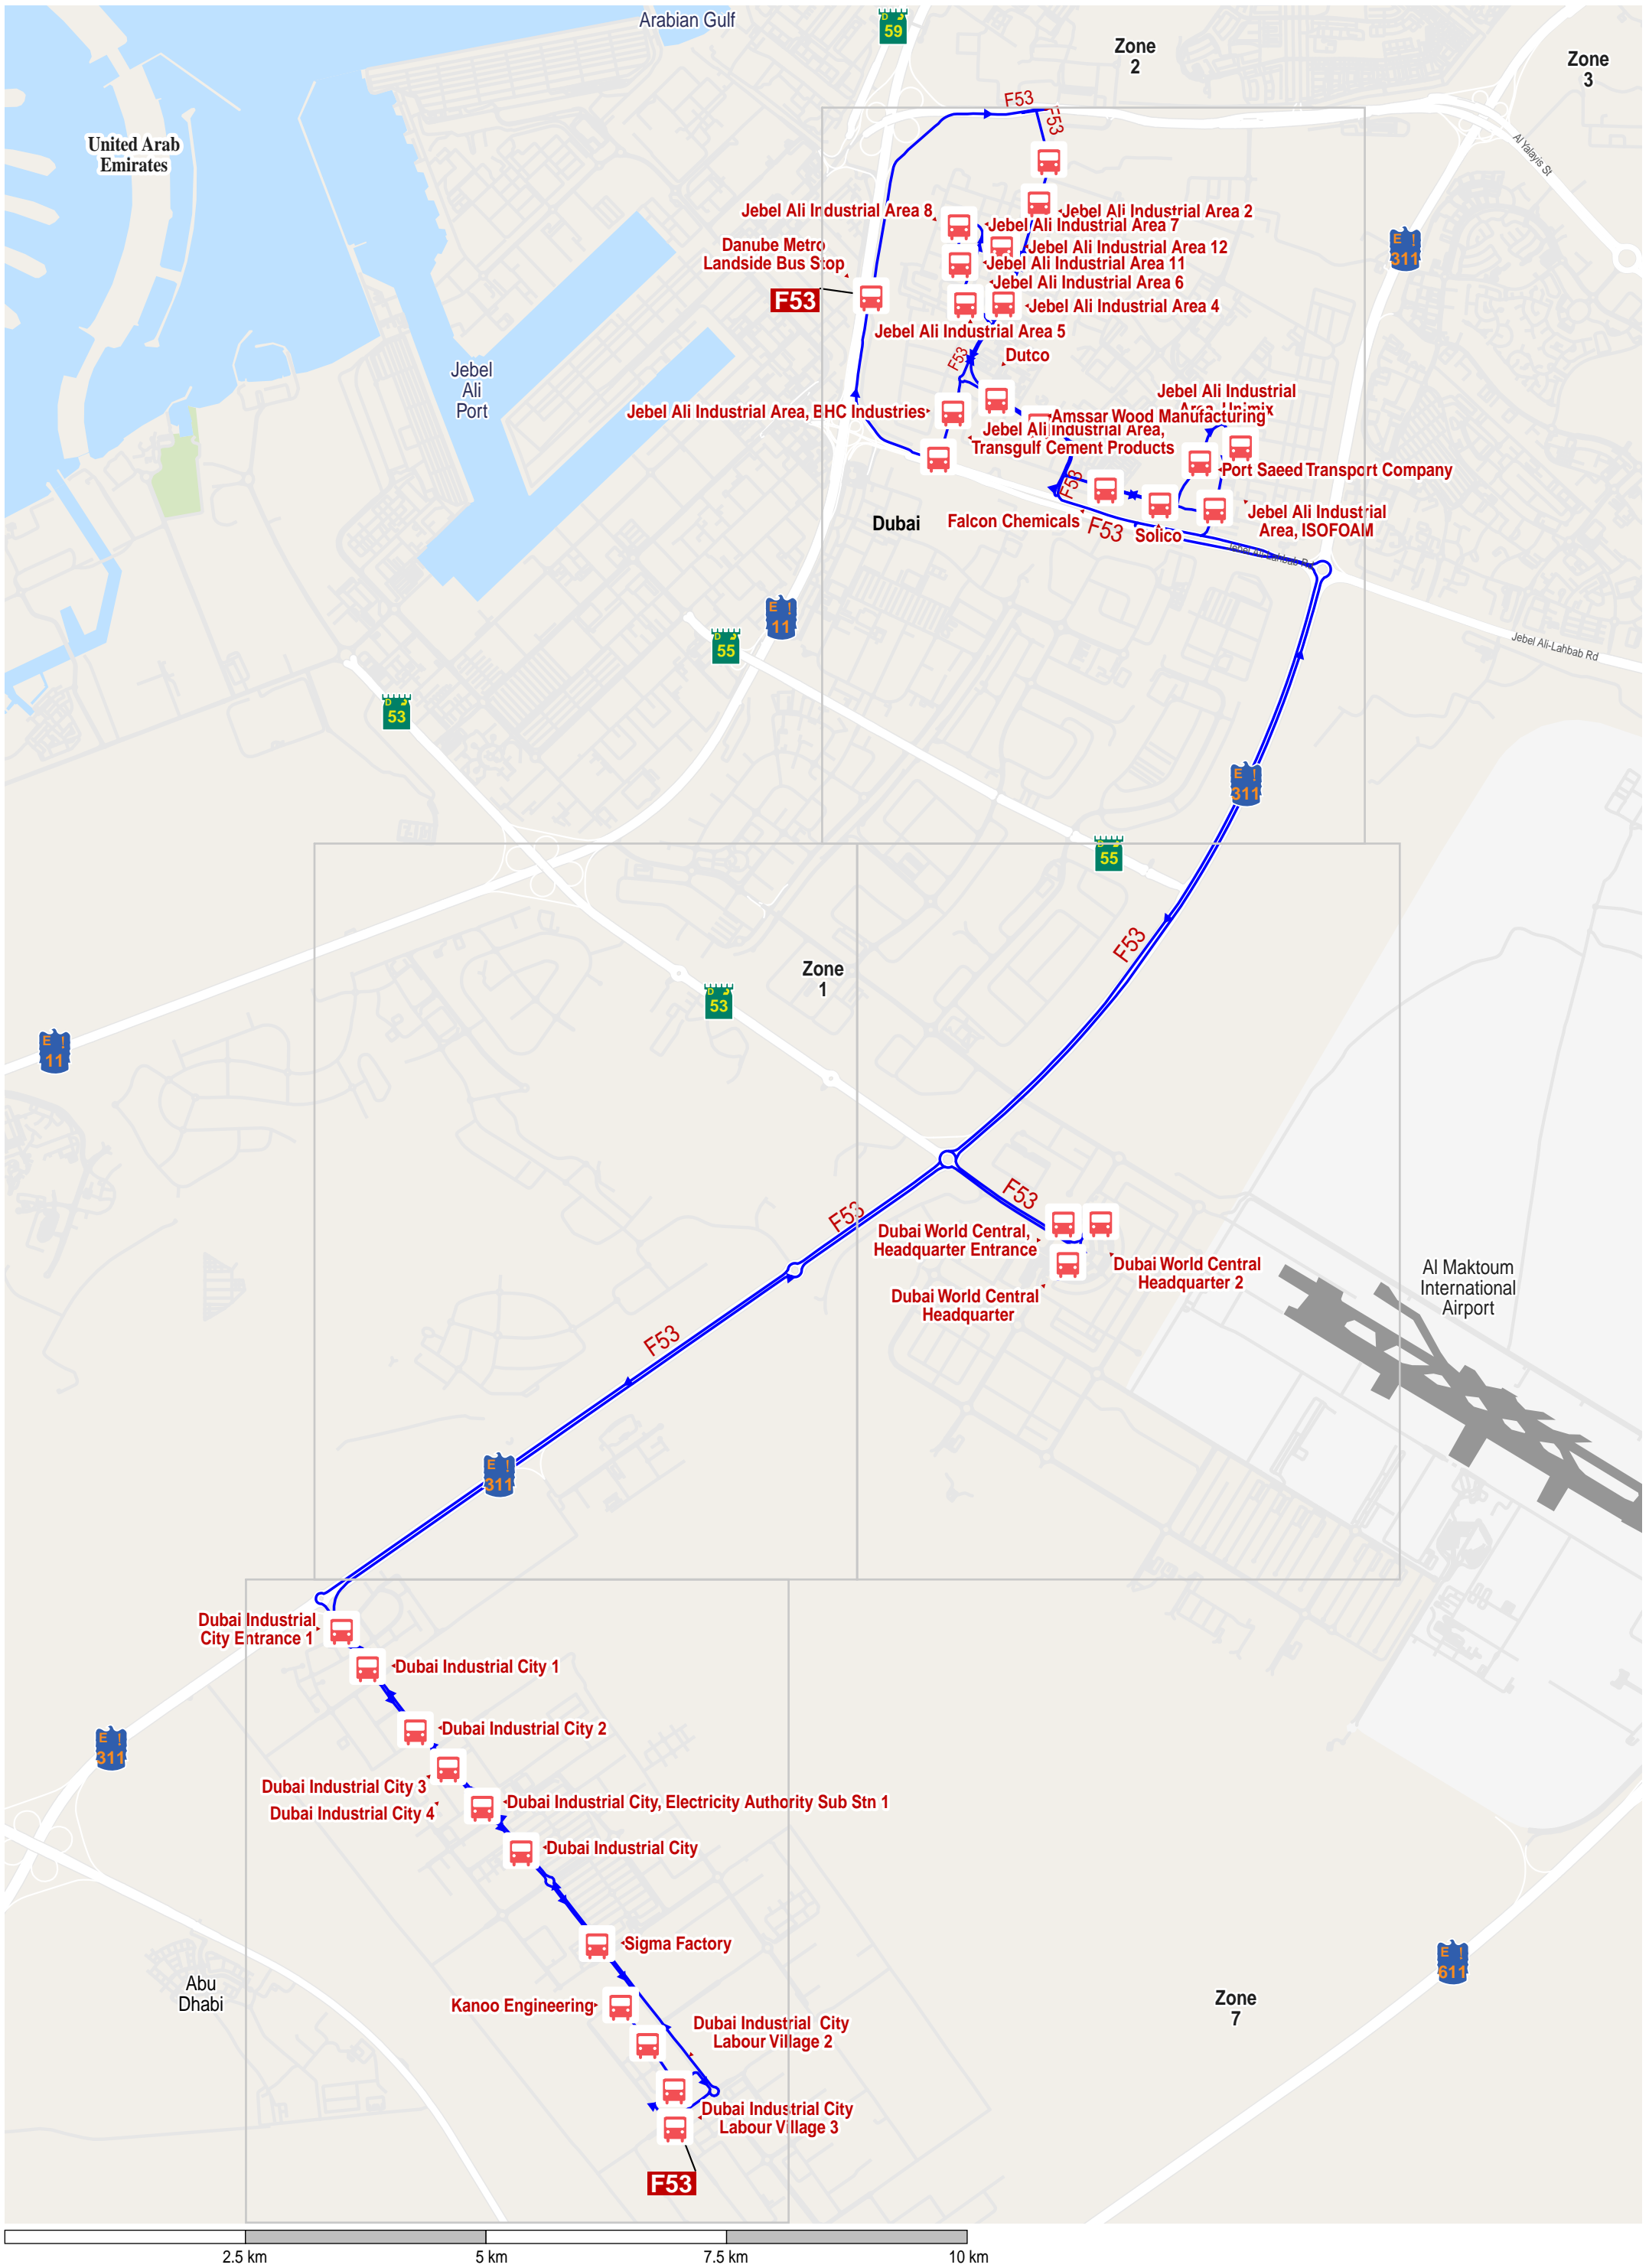 Arabian Gulf
D
59
Zone
2
Zone
3
United Arab
Emirates
F53
F53
Al Yalayis St
Jebel Ali Industrial Area 8
Jebel Ali Industrial Area 2
Jebel Ali Industrial Area 7
Danube Metro
Landside Bus Stop
Jebel Ali Industrial Area 12
Jebel Ali Industrial Area 11
E
311
Jebel Ali Industrial Area 6
F53
Jebel Ali Industrial Area 4
Jebel Ali Industrial Area 5
F53
Dutco
Jebel
Ali
Port
Jebel Ali Industrial Area, BHC Industries
Jebel Ali Industrial
Area, Unimix
Amssar Wood Manufacturing
Jebel Ali Industrial Area,
Transgulf Cement Products
Port Saeed Transport Company
F53
Dubai
Falcon Chemicals
F53
Solico
Jebel Ali Industrial
Area, ISOFOAM
Jebel Ali-Lahbab Rd
E
11
D
55
Jebel Ali-Lahbab Rd
D
53
E
311
D
55
F53
Zone
1
D
53
E
11
F53
F53
Dubai World Central,
Headquarter Entrance
Dubai World Central
Headquarter 2
Dubai World Central
Headquarter
Al Maktoum
International
Airport
F53
E
311
Dubai Industrial
City Entrance 1
Dubai Industrial City 1
Dubai Industrial City 2
E
311
Dubai Industrial City 3
Dubai Industrial City 4
Dubai Industrial City, Electricity Authority Sub Stn 1
Dubai Industrial City
Sigma Factory
E
611
Abu
Dhabi
Kanoo Engineering
Zone
7
Dubai Industrial City
Labour Village 2
Dubai Industrial City
Labour Village 3
F53
2.5 km
5 km
7.5 km
10 km